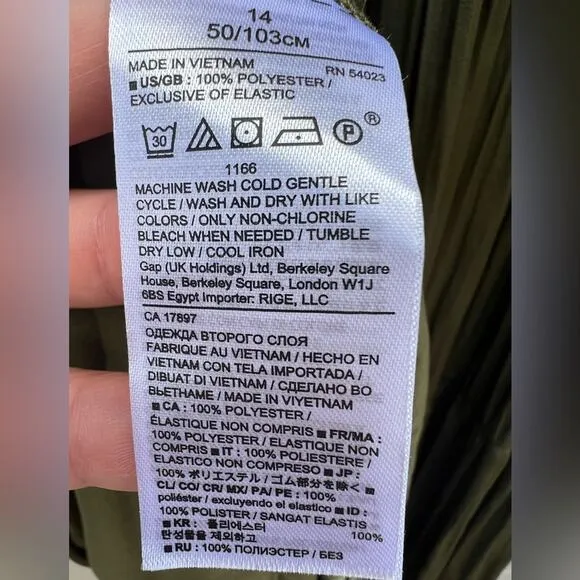 14
50/103CM
MADE IN VIETNAM RN 54023
■ US/GB : 100% POLYESTER /
EXCLUSIVE OF ELASTIC
30 P ®
1166
MACHINE WASH COLD GENTLE
CYCLE / WASH AND DRY WITH LIKE
COLORS / ONLY NON-CHLORINE
BLEACH WHEN NEEDED / TUMBLE
DRY LOW / COOL IRON
Gap (UK Holdings) Ltd, Berkeley Square
House, Berkeley Square, London W1J
6BS Egypt Importer: RIGE, LLC
CA 17897
ОДЕЖДА ВТОРОГО СЛОЯ
FABRIQUE AU VIETNAM / HECHO EN
VIETNAM CON TELA IMPORTADA /
DIBUAT DI VIETNAM / СДЕЛАНО ВО
ВЬЕТНАМЕ / MADE IN VIYETNAM
■ CA : 100% POLYESTER /
ÉLASTIQUE NON COMPRIS ■ FR/MA :
100% POLYESTER / ELASTIQUE NON
COMPRIS ■ IT : 100% POLIESTERE /
ELASTICO NON COMPRESO ■ JP :
100% ポリエステル / ゴム部分を除く ■
CL/ CO/ CR/ MX/ PA/ PE : 100%
poliéster / excluyendo el elastico ■ ID :
100% POLISTER / SANGAT ELASTIS
■ KR : 폴리에스터 100%
탄성물을 제외 /
■ RU : 100% ПОЛИЭСТЕР / БЕЗ